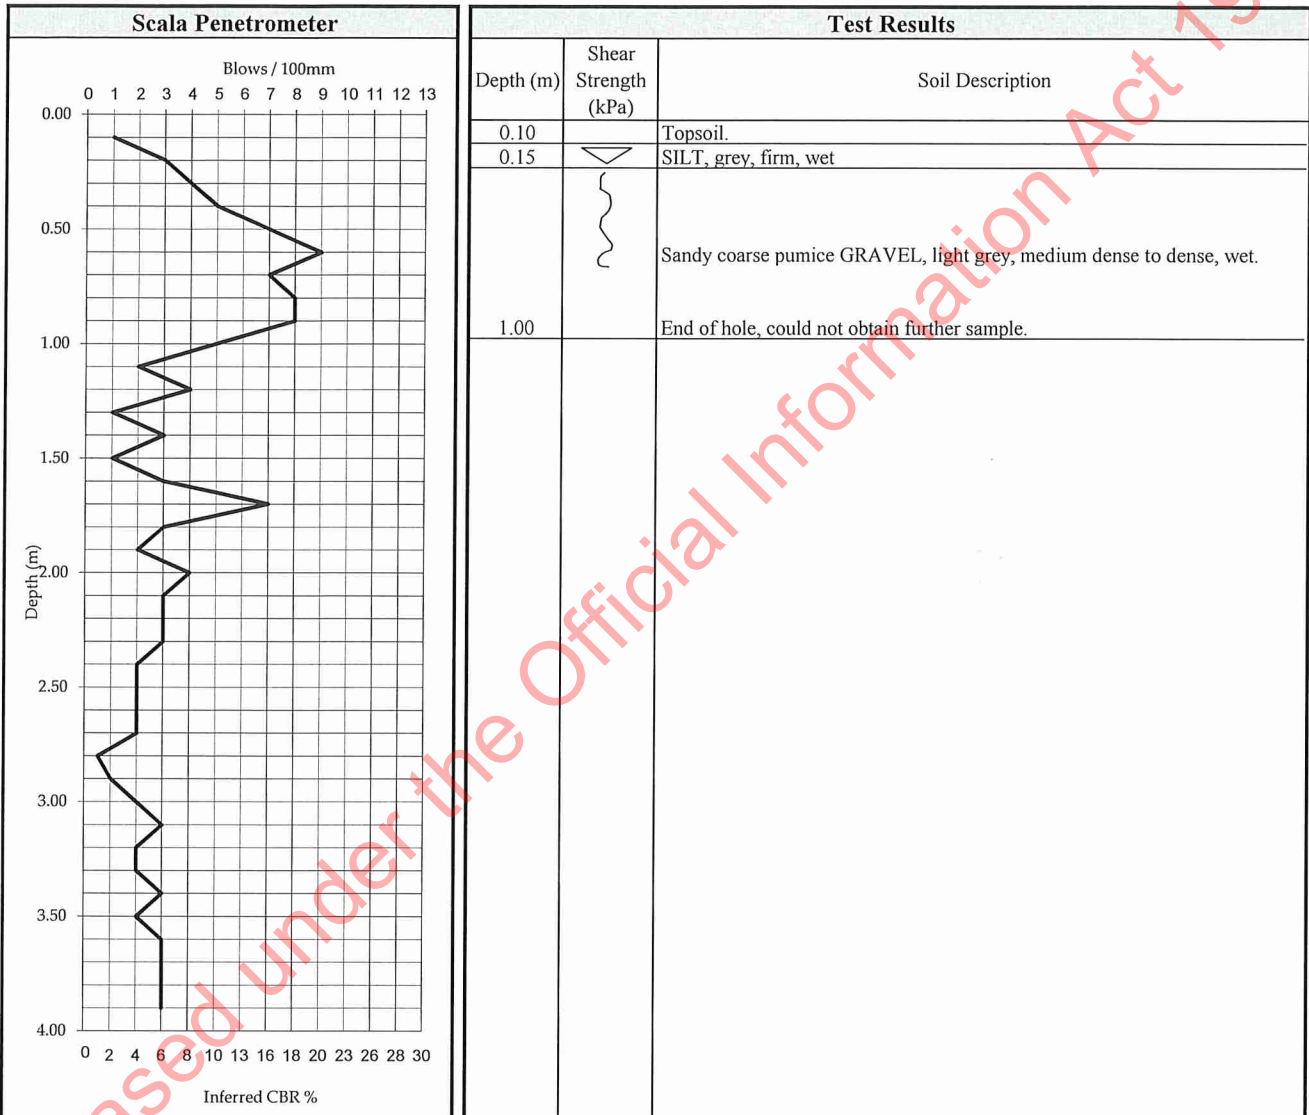 Scala Penetrometer
Blows / 100mm
0 1 2 3 4 5 6 7 8 9 10 11 12 13
0.00
0.50
1.00
1.50
2.00
2.50
3.00
3.50
4.00
Depth (m)
0 2 4 6 8 10 13 16 18 20 23 26 28 30
Inferred CBR %
Test Results
Depth (m) Shear Strength (kPa) Soil Description
0.10 Topsoil.
0.15 SILT, grey, firm, wet
Sandy coarse pumice GRAVEL, light grey, medium dense to dense, wet.
1.00 End of hole, could not obtain further sample.
ased under the Official Information Act 19